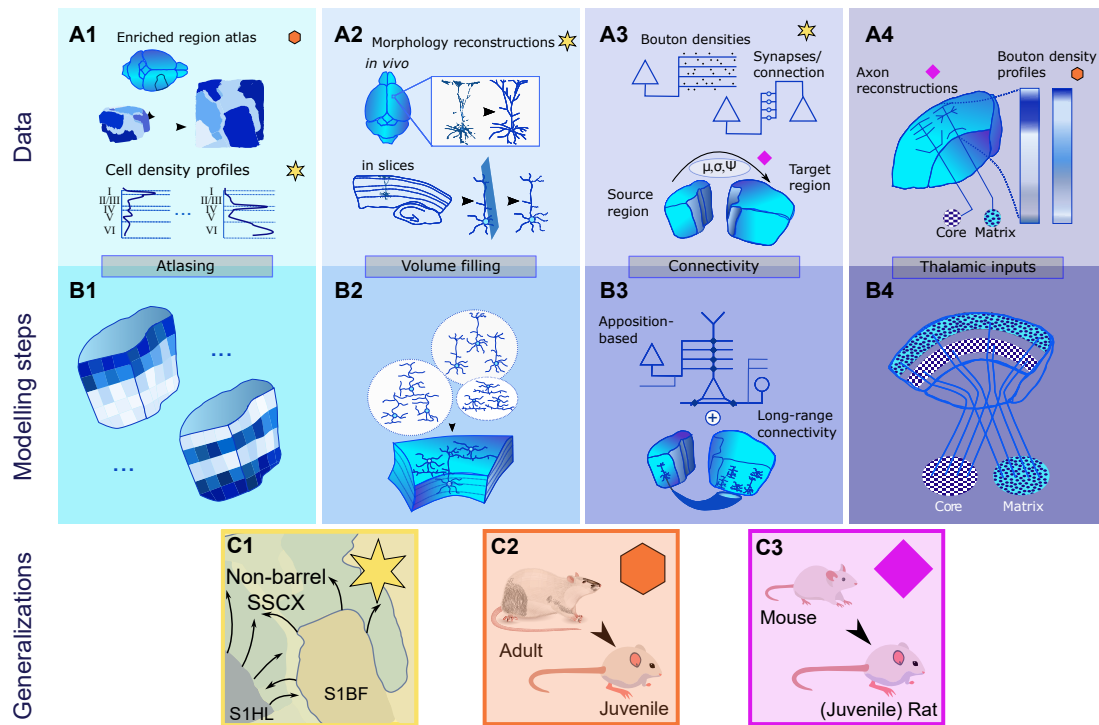 Data
A1
Enriched region atlas
Cell density profiles
I
II/III
IV
V
VI
...
I
II/III
IV
V
VI
Atlasing
A2
Morphology reconstructions
in vivo
in slices
Volume filling
A3
Bouton densities
Synapses/
connection
μ,σ,Ψ
Source
region
Target
region
Connectivity
A4
Axon
reconstructions
Bouton density
profiles
Core
Matrix
Thalamic inputs
Modelling steps
B1
...
...
B2
B3
Apposition-
based
+
Long-range
connectivity
B4
Core
Matrix
Generalizations
C1
Non-barrel
SSCX
S1BF
S1HL
C2
Adult
Juvenile
C3
Mouse
(Juvenile) Rat